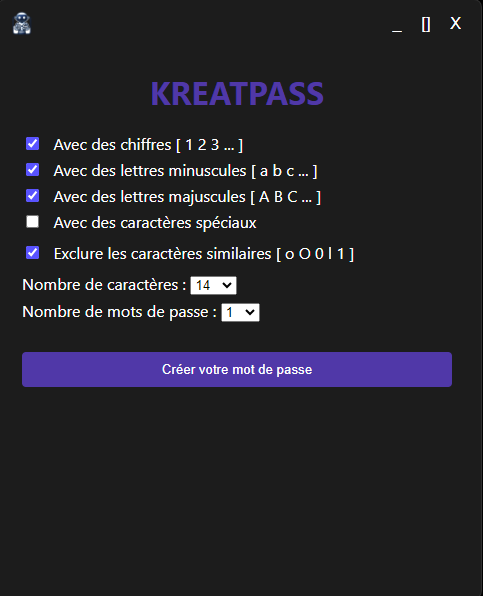 _ [] X
KREATPASS
Avec des chiffres [ 1 2 3 ... ]
Avec des lettres minuscules [ a b c ... ]
Avec des lettres majuscules [ A B C ... ]
Avec des caractères spéciaux
Exclure les caractères similaires [ o O 0 l 1 ]
Nombre de caractères : 14
Nombre de mots de passe : 1
Créer votre mot de passe